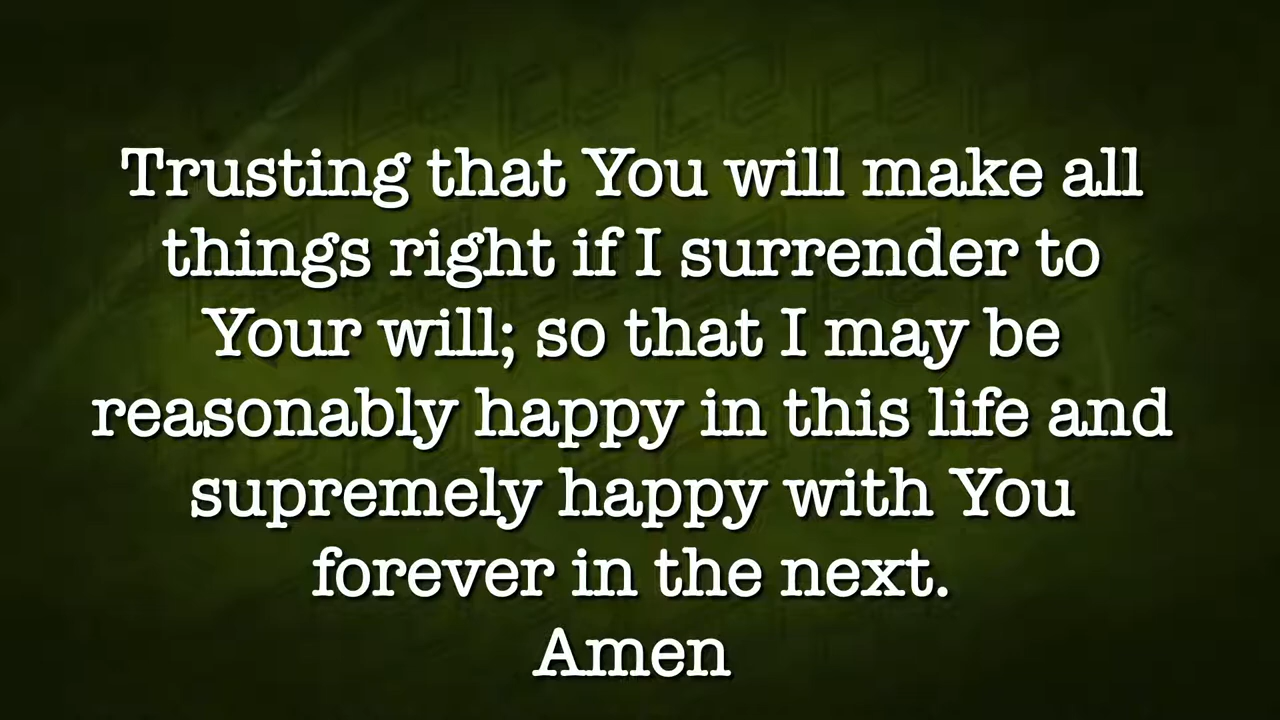 Trusting that You will make all
things right if I surrender to
Your will; so that I may be
reasonably happy in this life and
supremely happy with You
forever in the next.
Amen